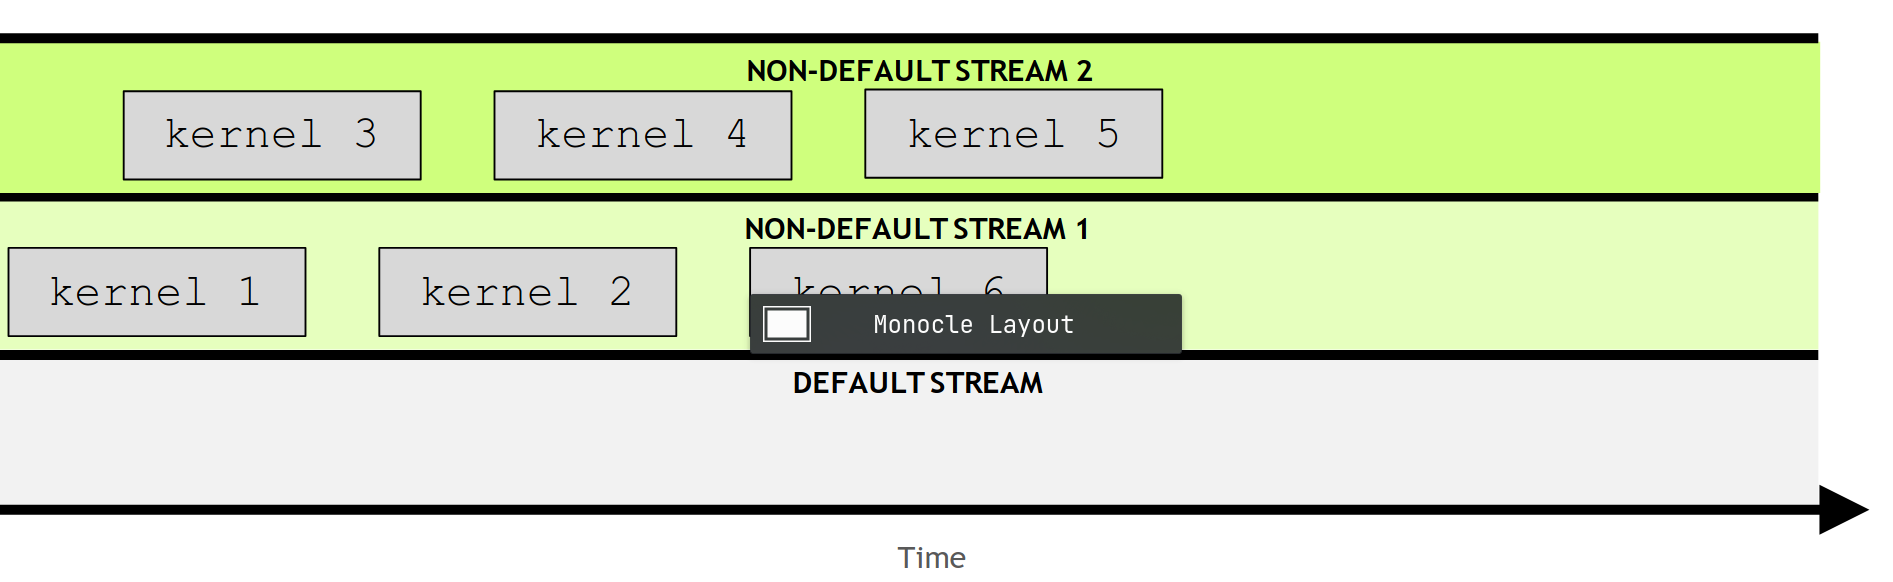 NON-DEFAULT STREAM 2
kernel 3
kernel 4
kernel 5
NON-DEFAULT STREAM 1
kernel 1
kernel 2
kernel 6
Monocle Layout
DEFAULT STREAM
Time